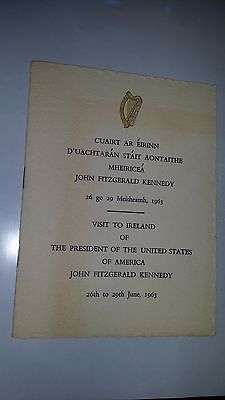 CUAIRT AR ÉIRINN
D'UACHTARÁN STÁIT AONTAITHE
MHEIRICEÁ
JOHN FITZGERALD KENNEDY
26 go 29 Meitheamh, 1963
VISIT TO IRELAND
OF
THE PRESIDENT OF THE UNITED STATES
OF AMERICA
JOHN FITZGERALD KENNEDY
26th to 29th June, 1963